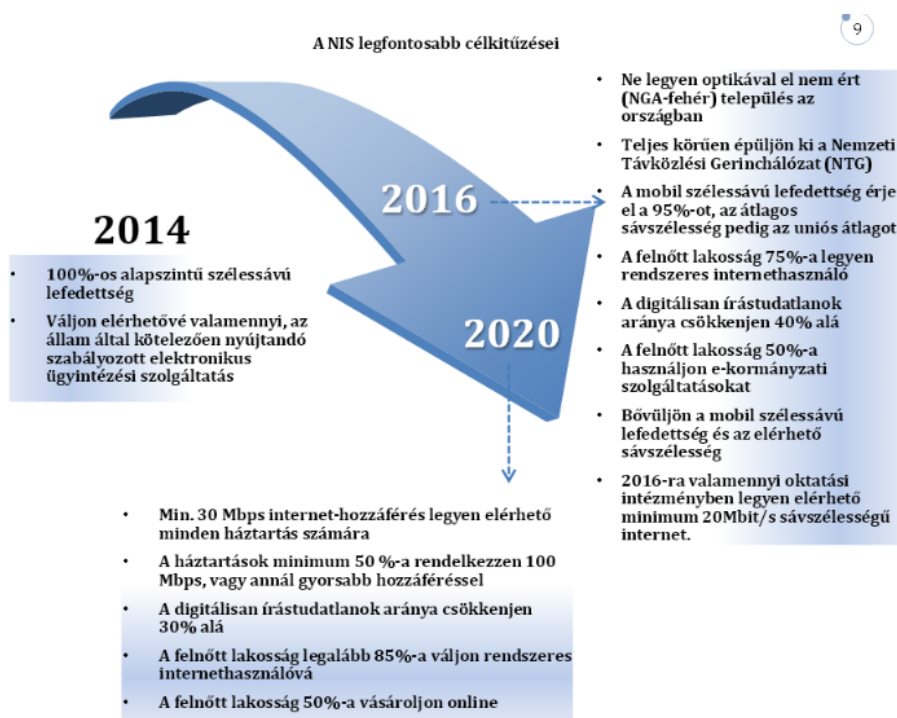 9
A NIS legfontosabb célkitűzései
2014
• 100%-os alapszintű szélessávú
lefedettség
• Váljon elérhetővé valamennyi, az
állam által kötelezően nyújtandó
szabályozott elektronikus
ügyintézési szolgáltatás
2016
• Ne legyen optikával el nem ért
(NGA-fehér) település az
országban
• Teljes körűen épüljön ki a Nemzeti
Távközlési Gerinchálózat (NTG)
• A mobil szélessávú lefedettség érje
el a 95%-ot, az átlagos
sávszélesség pedig az uniós átlagot
• A felnőtt lakosság 75%-a legyen
rendszeres internethasználó
• A digitálisan írástudatlanok
aránya csökkenjen 40% alá
• A felnőtt lakosság 50%-a
használjon e-kormányzati
szolgáltatásokat
• Bővüljön a mobil szélessávú
lefedettség és az elérhető
sávszélesség
• 2016-ra valamennyi oktatási
intézményben legyen elérhető
minimum 20Mbit/s sávszélességű
internet.
2020
• Min. 30 Mbps internet-hozzáférés legyen elérhető
minden háztartás számára
• A háztartások minimum 50 %-a rendelkezzen 100
Mbps, vagy annál gyorsabb hozzáféréssel
• A digitálisan írástudatlanok aránya csökkenjen
30% alá
• A felnőtt lakosság legalább 85%-a váljon rendszeres
internethasználóvá
• A felnőtt lakosság 50%-a vásároljon online